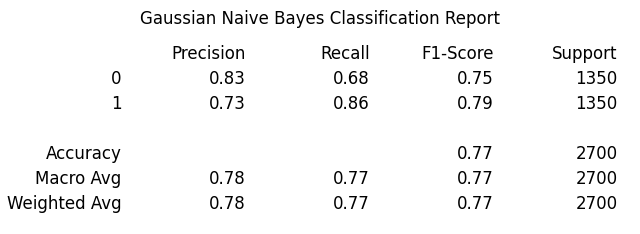 Gaussian Naive Bayes Classification Report
Precision Recall F1-Score Support
0 0.83 0.68 0.75 1350
1 0.73 0.86 0.79 1350
Accuracy 0.77 2700
Macro Avg 0.78 0.77 0.77 2700
Weighted Avg 0.78 0.77 0.77 2700